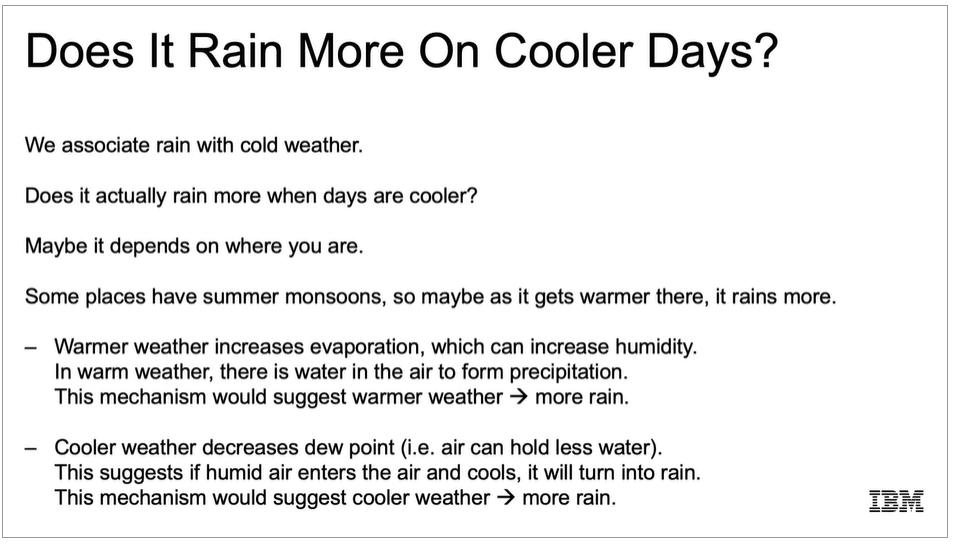 Does It Rain More On Cooler Days?
We associate rain with cold weather.
Does it actually rain more when days are cooler?
Maybe it depends on where you are.
Some places have summer monsoons, so maybe as it gets warmer there, it rains more.
– Warmer weather increases evaporation, which can increase humidity.
In warm weather, there is water in the air to form precipitation.
This mechanism would suggest warmer weather → more rain.
– Cooler weather decreases dew point (i.e. air can hold less water).
This suggests if humid air enters the air and cools, it will turn into rain.
This mechanism would suggest cooler weather → more rain.
IBM